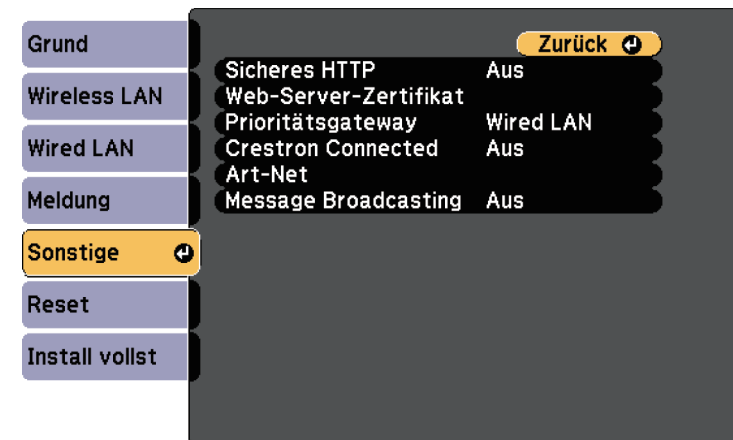 Grund
Wireless LAN
Wired LAN
Meldung
Sonstige
Reset
Install vollst
Zurück
Sicheres HTTP Aus
Web-Server-Zertifikat
Prioritätsgateway Wired LAN
Crestron Connected Aus
Art-Net
Message Broadcasting Aus